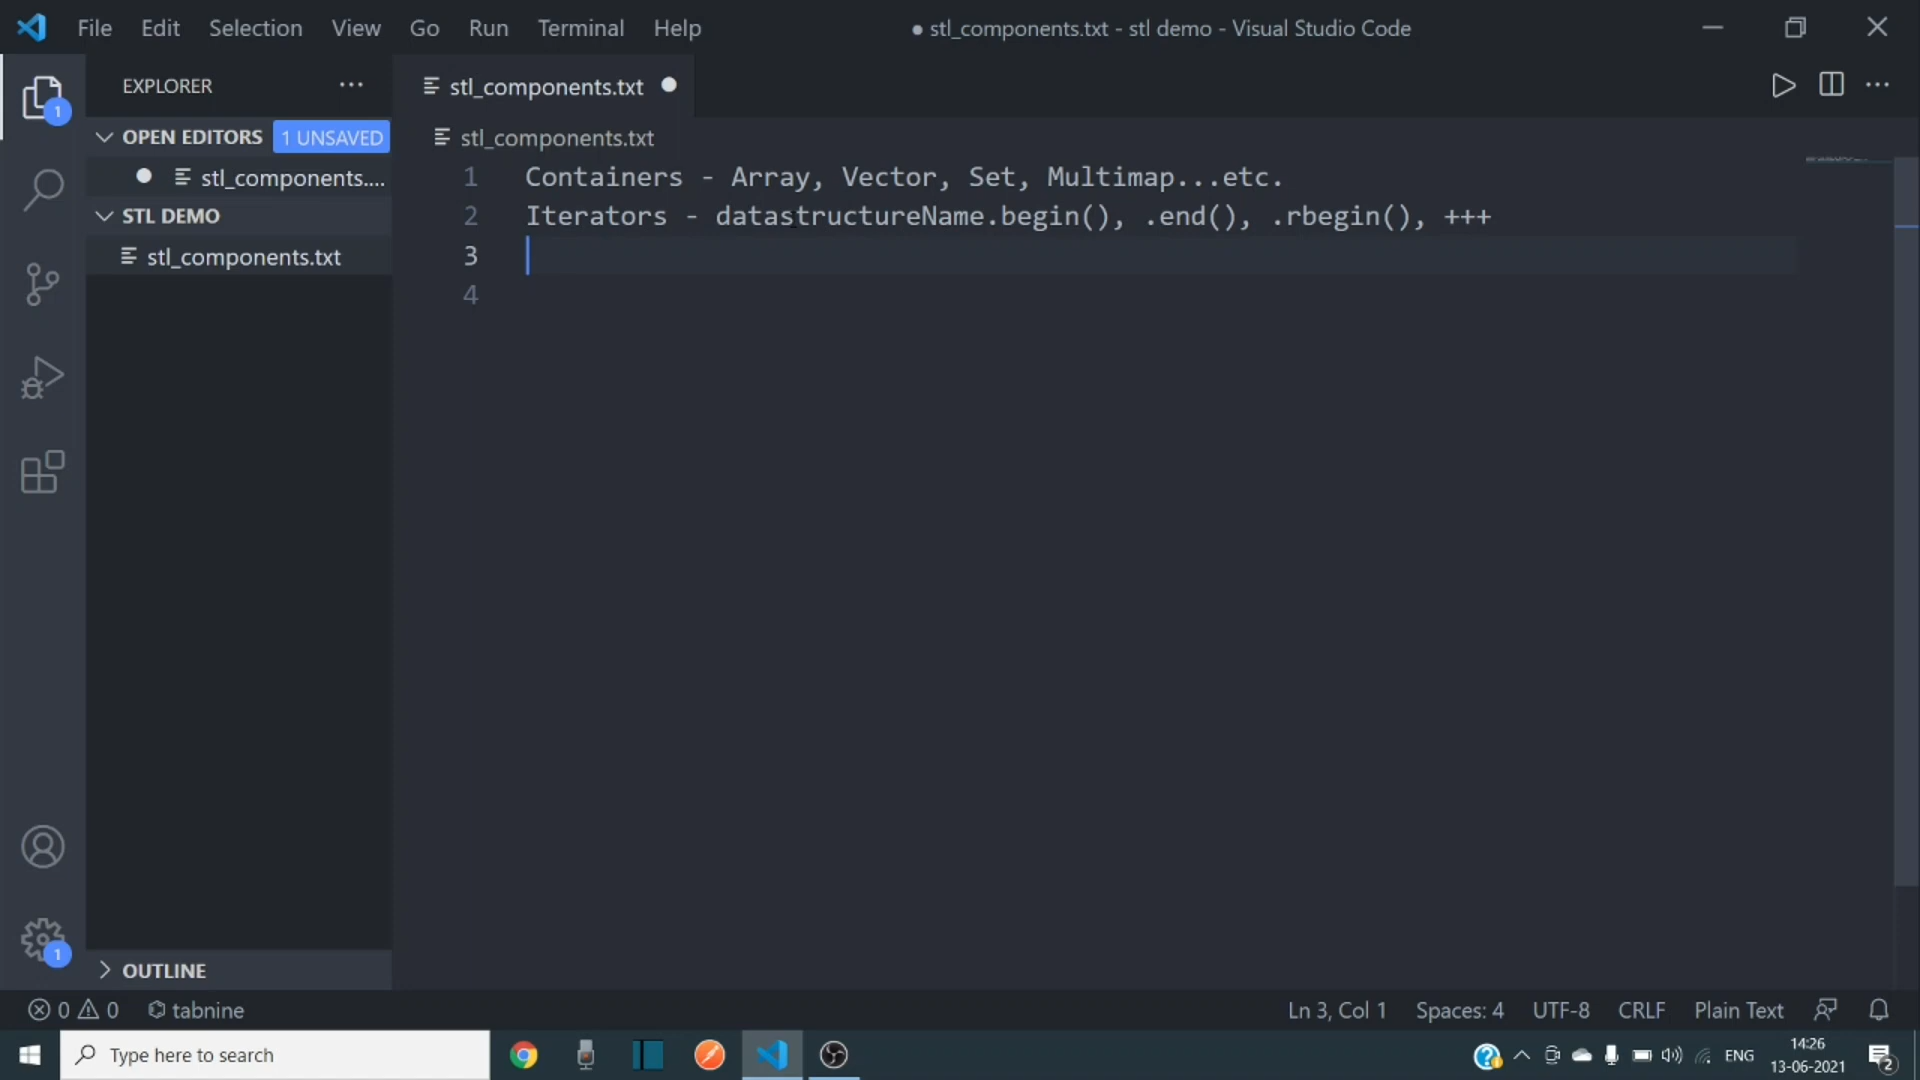 File Edit Selection View Go Run Terminal Help
● stl_components.txt - stl demo - Visual Studio Code
EXPLORER
stl_components.txt
1
OPEN EDITORS 1 UNSAVED
stl_components.txt
stl_components....
STL DEMO
stl_components.txt
1 Containers - Array, Vector, Set, Multimap...etc.
2 Iterators - datastructureName.begin(), .end(), .rbegin(), +++
3
4
1
OUTLINE
0 0 tabnine
Ln 3, Col 1 Spaces: 4 UTF-8 CRLF Plain Text
Type here to search
ENG
14:26
13-06-2021
2